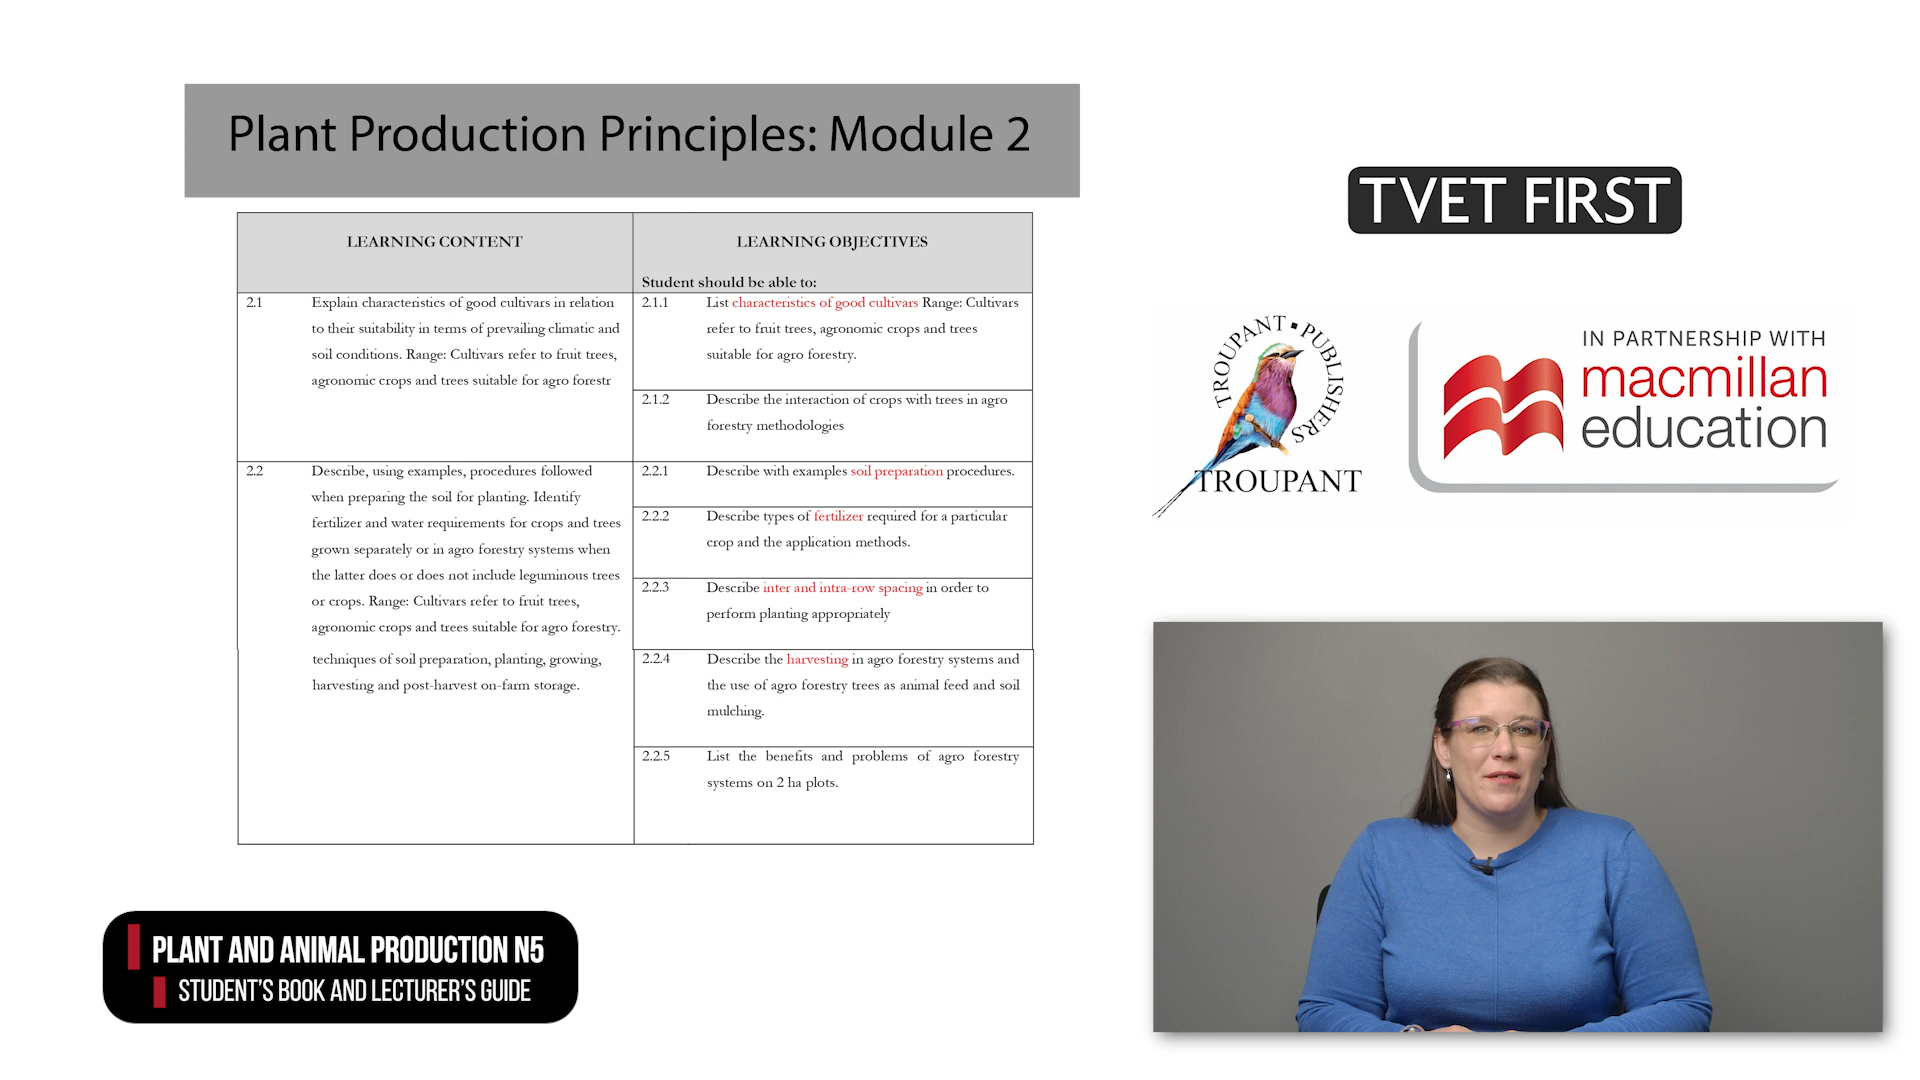 Plant Production Principles: Module 2
LEARNING CONTENT
LEARNING OBJECTIVES
Student should be able to:
2.1 Explain characteristics of good cultivars in relation
to their suitability in terms of prevailing climatic and
soil conditions. Range: Cultivars refer to fruit trees,
agronomic crops and trees suitable for agro forestr
2.1.1 List characteristics of good cultivars Range: Cultivars
refer to fruit trees, agronomic crops and trees
suitable for agro forestry.
2.1.2 Describe the interaction of crops with trees in agro
forestry methodologies
2.2 Describe, using examples, procedures followed
when preparing the soil for planting. Identify
fertilizer and water requirements for crops and trees
grown separately or in agro forestry systems when
the latter does or does not include leguminous trees
or crops. Range: Cultivars refer to fruit trees,
agronomic crops and trees suitable for agro forestry.
techniques of soil preparation, planting, growing,
harvesting and post-harvest on-farm storage.
2.2.1 Describe with examples soil preparation procedures.
2.2.2 Describe types of fertilizer required for a particular
crop and the application methods.
2.2.3 Describe inter and intra-row spacing in order to
perform planting appropriately
2.2.4 Describe the harvesting in agro forestry systems and
the use of agro forestry trees as animal feed and soil
mulching.
2.2.5 List the benefits and problems of agro forestry
systems on 2 ha plots.
TVET FIRST
TROUPANT PUBLISHERS
TROUPANT
IN PARTNERSHIP WITH
macmillan
education
PLANT AND ANIMAL PRODUCTION N5
STUDENT'S BOOK AND LECTURER'S GUIDE